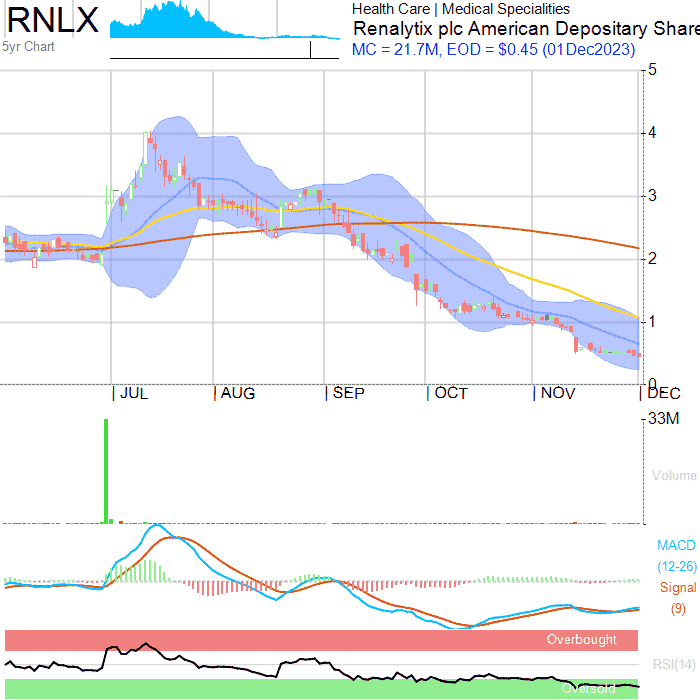 RNLX
5yr Chart
Health Care | Medical Specialities
Renalytix plc American Depositary Share
MC = 21.7M, EOD = $0.45 (01Dec2023)
5
4
3
2
1
0
JUL AUG SEP OCT NOV DEC
33M
Volume
MACD
(12-26)
Signal
(9)
Overbought
RSI(14)
Oversold